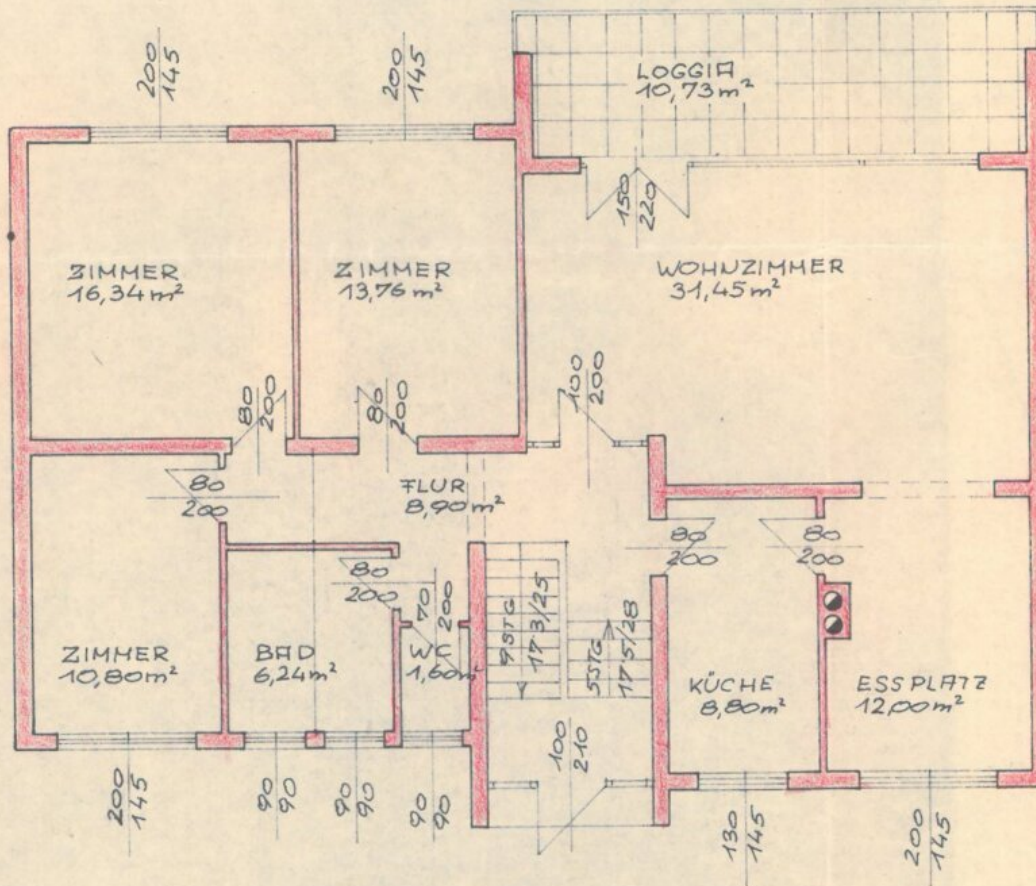 200
145
200
145
LOGGIA
10,73m²
150
220
ZIMMER
16,34m²
ZIMMER
13,76m²
WOHNZIMMER
31,45m²
80
200
80
200
100
200
80
200
FLUR
8,90m²
80
200
80
200
80
200
70
200
9STG
17 3/25
5STG
17 5/28
ZIMMER
10,80m²
BAD
6,24m²
WC
1,60m²
KÜCHE
8,80m²
ESSPLATZ
12,00m²
100
210
200
145
90
90
90
90
90
90
130
145
200
145